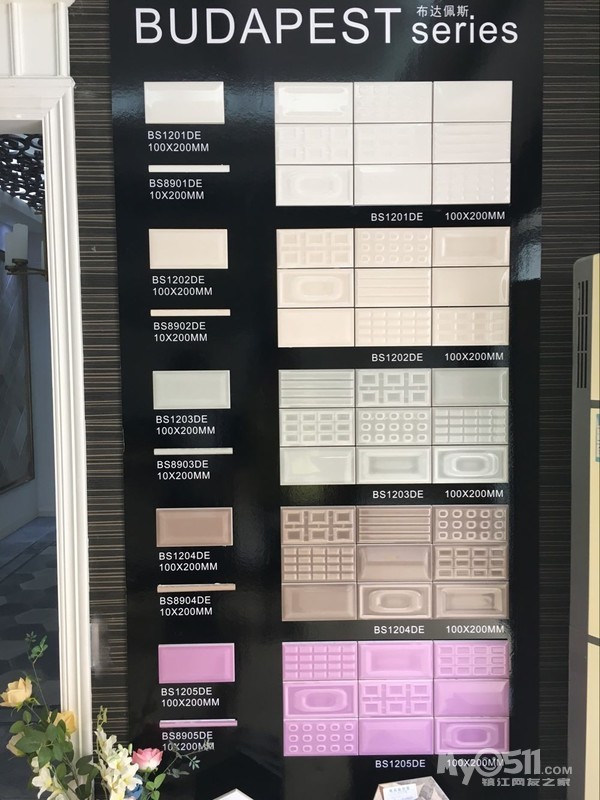 BUDAPEST 布达佩斯 series
BS1201DE
100X200MM
BS8901DE
10X200MM
BS1201DE 100X200MM
BS1202DE
100X200MM
BS8902DE
10X200MM
BS1202DE 100X200MM
BS1203DE
100X200MM
BS8903DE
10X200MM
BS1203DE 100X200MM
BS1204DE
100X200MM
BS8904DE
10X200MM
BS1204DE 100X200MM
BS1205DE
100X200MM
BS8905DE
10X200MM
BS1205DE 100X200MM
my0511.com
镇江网友之家